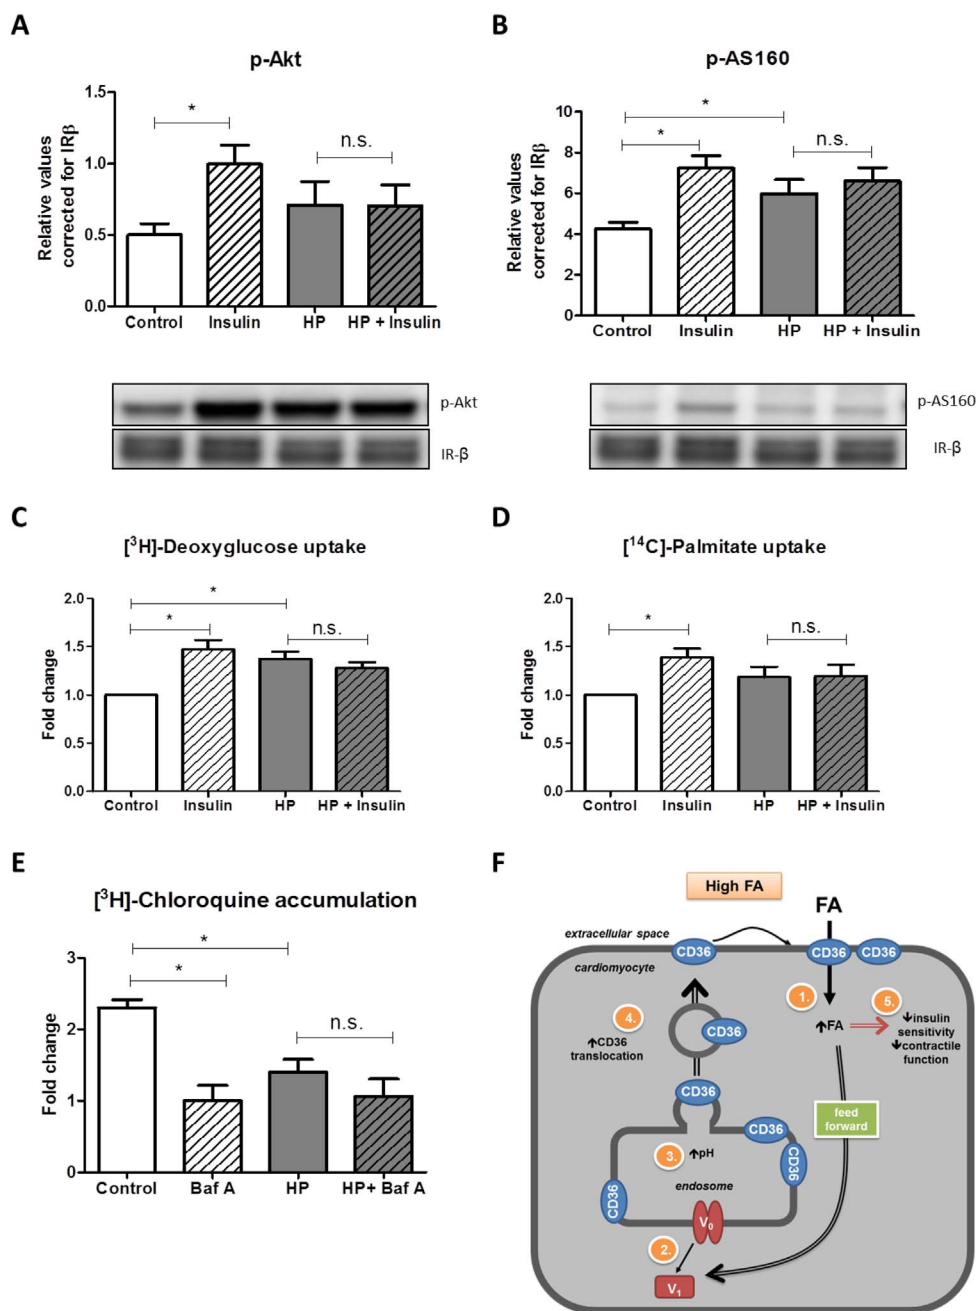 A
p-Akt
Relative values
corrected for IRβ
1.5
1.0
0.5
0.0
*
n.s.
Control Insulin HP HP + Insulin
p-Akt
IR-β
B
p-AS160
Relative values
corrected for IRβ
10
8
6
4
2
0
*
*
n.s.
Control Insulin HP HP + Insulin
p-AS160
IR-β
C
[³H]-Deoxyglucose uptake
Fold change
2.0
1.5
1.0
0.5
0.0
*
*
n.s.
Control Insulin HP HP + Insulin
D
[¹⁴C]-Palmitate uptake
Fold change
2.0
1.5
1.0
0.5
0.0
*
n.s.
Control Insulin HP HP + Insulin
E
[³H]-Chloroquine accumulation
Fold change
3
2
1
0
*
*
n.s.
Control Baf A HP HP+ Baf A
F
High FA
FA
extracellular space
cardiomyocyte
CD36
CD36
CD36
1.
↑FA
5.
↓insulin
sensitivity
↓contractile
function
4.
↑CD36
translocation
CD36
CD36
feed
forward
CD36
CD36
CD36
3.
↑pH
endosome
V₀
2.
V₁